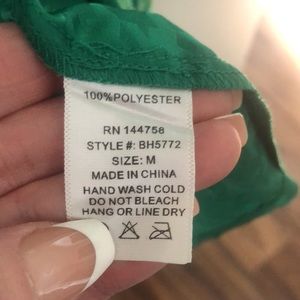 100%POLYESTER
RN 144758
STYLE #: BH5772
SIZE: M
MADE IN CHINA
HAND WASH COLD
DO NOT BLEACH
HANG OR LINE DRY